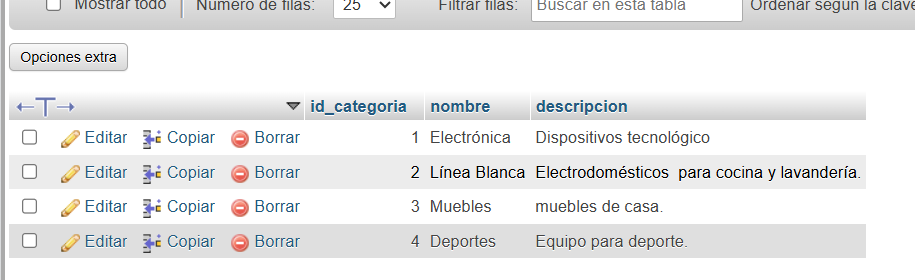 Mostrar todo Número de filas: 25 Filtrar filas: Buscar en esta tabla Ordenar según la clave
Opciones extra
id_categoria nombre descripcion
Editar Copiar Borrar 1 Electrónica Dispositivos tecnológico
Editar Copiar Borrar 2 Línea Blanca Electrodomésticos para cocina y lavandería.
Editar Copiar Borrar 3 Muebles muebles de casa.
Editar Copiar Borrar 4 Deportes Equipo para deporte.